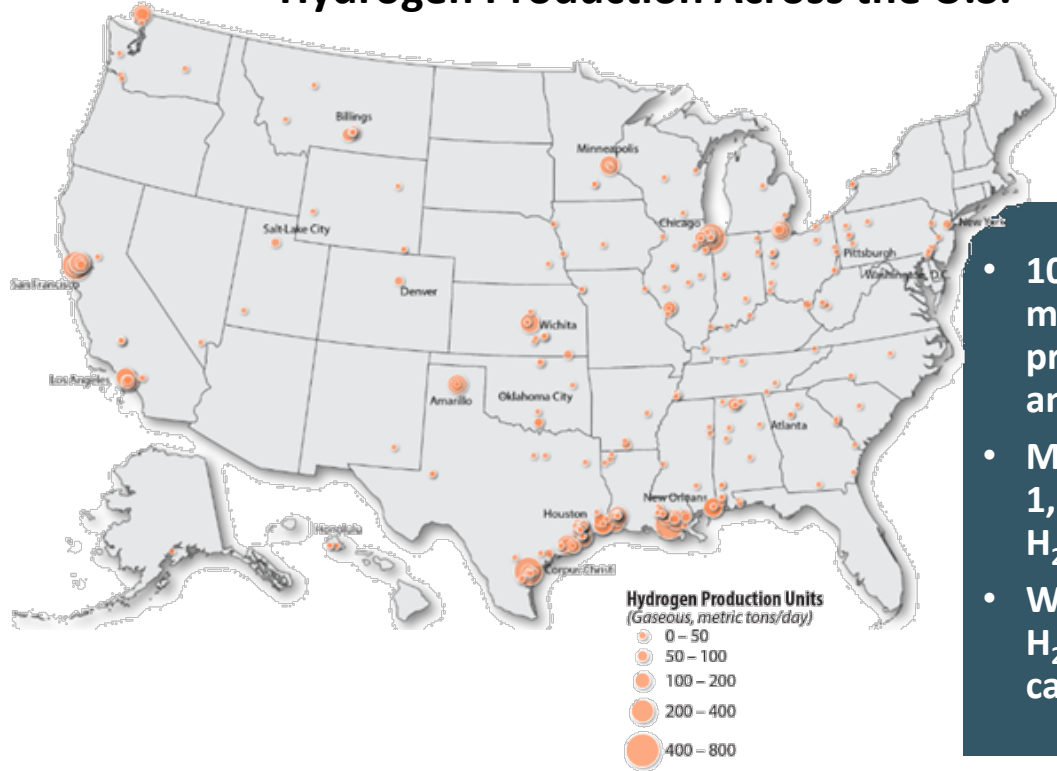 Hydrogen Production Across the U.S.
Billings
Minneapolis
Salt Lake City
Chicago
New York
Pittsburgh
Washington, D.C.
San Francisco
Denver
Wichita
Los Angeles
Amarillo
Oklahoma City
Atlanta
New Orleans
Houston
Honolulu
Corpus Christi
Hydrogen Production Units
(Gaseous, metric tons/day)
0 – 50
50 – 100
100 – 200
200 – 400
400 – 800
• 10
m
pr
an
• M
1,
H₂
• W
H₂
ca